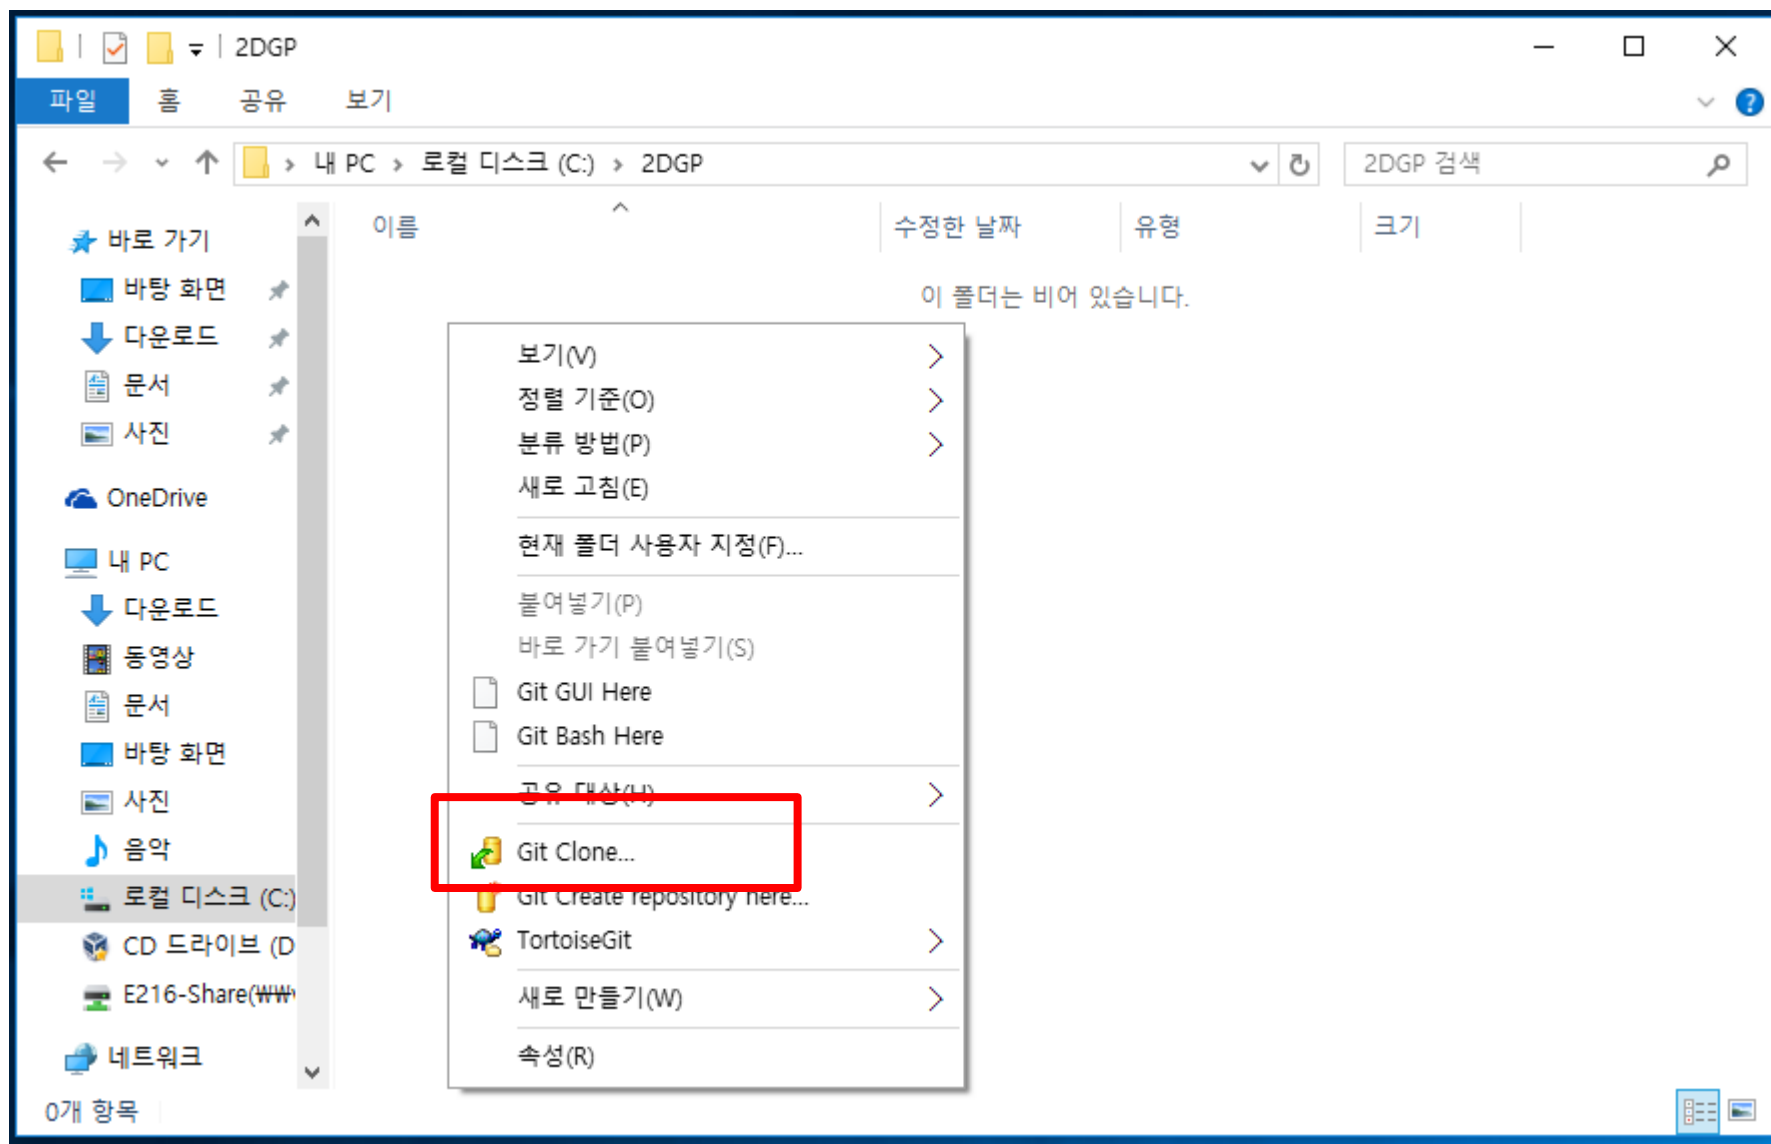 2DGP
파일 홈 공유 보기
내 PC 로컬 디스크 (C:) 2DGP
2DGP 검색
바로 가기
바탕 화면
다운로드
문서
사진
OneDrive
내 PC
다운로드
동영상
문서
바탕 화면
사진
음악
로컬 디스크 (C:)
CD 드라이브 (D
E216-Share(₩₩
네트워크
이름 수정한 날짜 유형 크기
이 폴더는 비어 있습니다.
보기(V)
정렬 기준(O)
분류 방법(P)
새로 고침(E)
현재 폴더 사용자 지정(F)...
붙여넣기(P)
바로 가기 붙여넣기(S)
Git GUI Here
Git Bash Here
공유 대상(H)
Git Clone...
Git Create repository here...
TortoiseGit
새로 만들기(W)
속성(R)
0개 항목